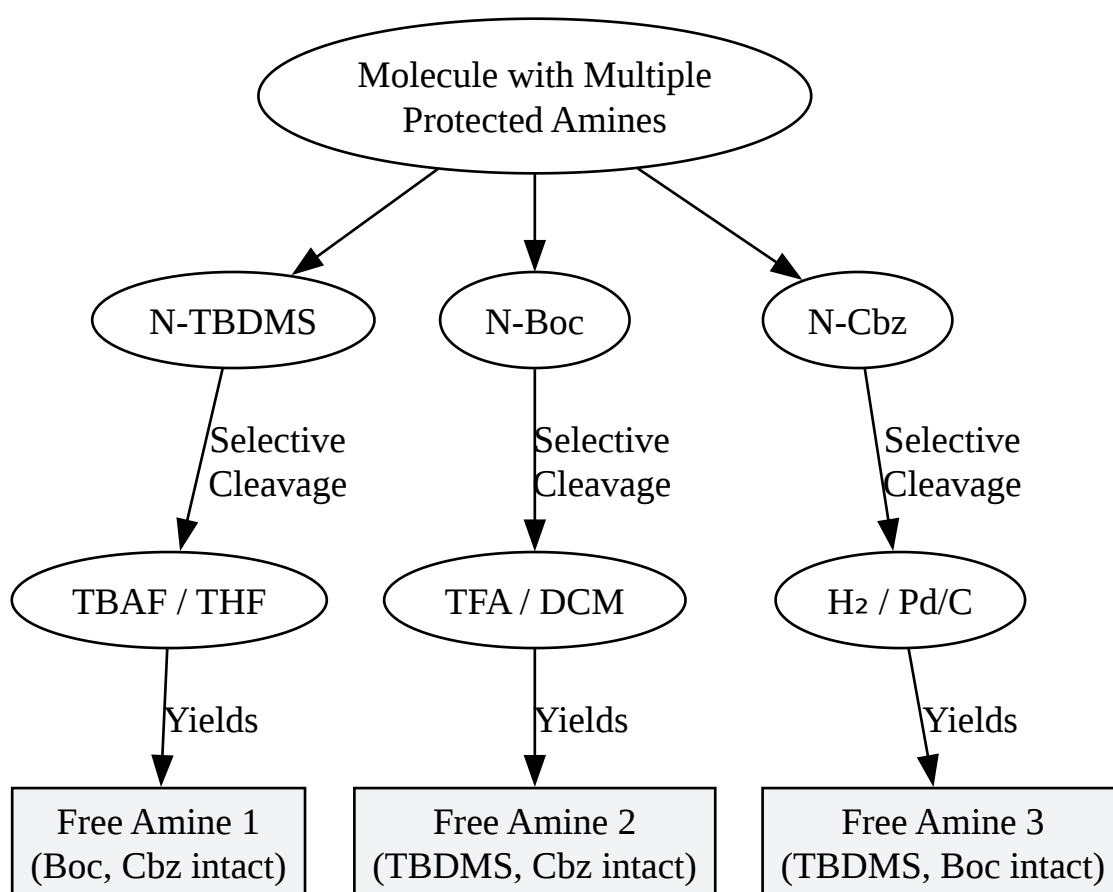 Molecule with Multiple
Protected Amines
N-TBDMS
N-Boc
N-Cbz
Selective
Cleavage
Selective
Cleavage
Selective
Cleavage
TBAF / THF
TFA / DCM
H₂ / Pd/C
Yields
Yields
Yields
Free Amine 1
(Boc, Cbz intact)
Free Amine 2
(TBDMS, Cbz intact)
Free Amine 3
(TBDMS, Boc intact)